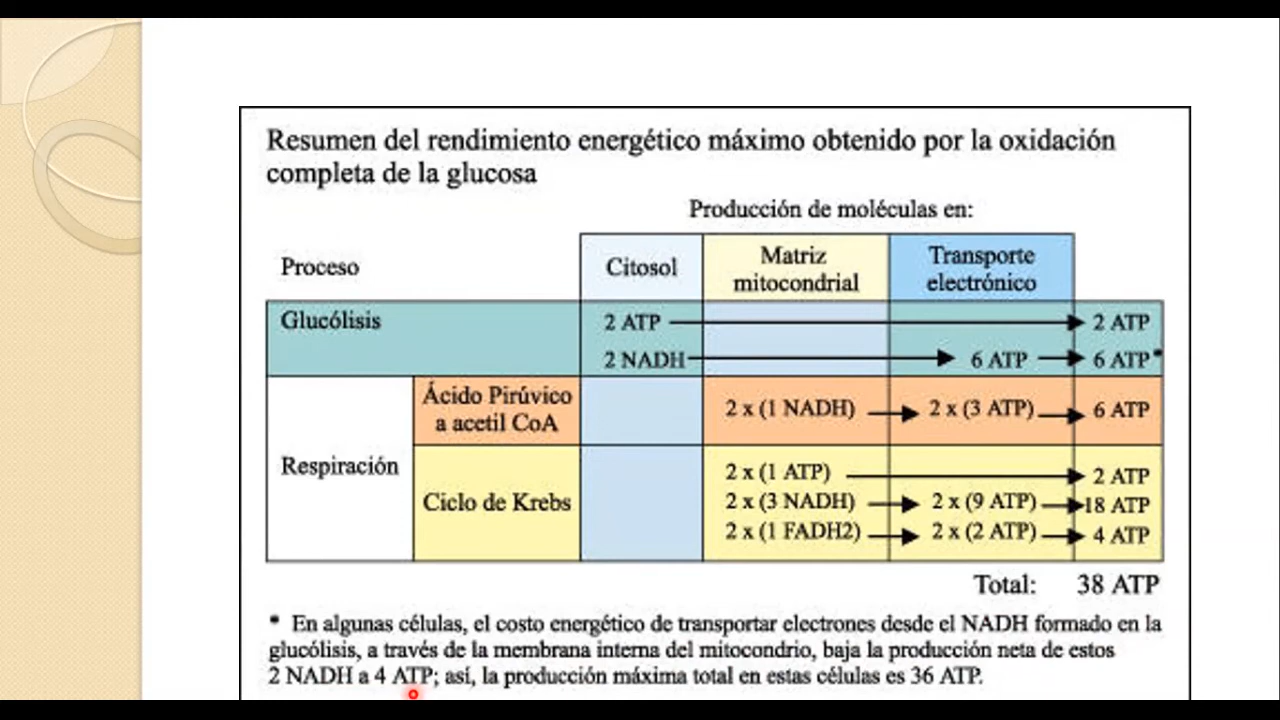 Resumen del rendimiento energético máximo obtenido por la oxidación
completa de la glucosa
Producción de moléculas en:
Proceso
Citosol
Matriz
mitocondrial
Transporte
electrónico
Glucólisis
2 ATP
2 ATP
2 NADH
6 ATP
6 ATP*
Respiración
Ácido Pirúvico
a acetil CoA
2 x (1 NADH)
2 x (3 ATP)
6 ATP
Ciclo de Krebs
2 x (1 ATP)
2 ATP
2 x (3 NADH)
2 x (9 ATP)
18 ATP
2 x (1 FADH2)
2 x (2 ATP)
4 ATP
Total: 38 ATP
* En algunas células, el costo energético de transportar electrones desde el NADH formado en la
glucólisis, a través de la membrana interna del mitocondrio, baja la producción neta de estos
2 NADH a 4 ATP; así, la producción máxima total en estas células es 36 ATP.